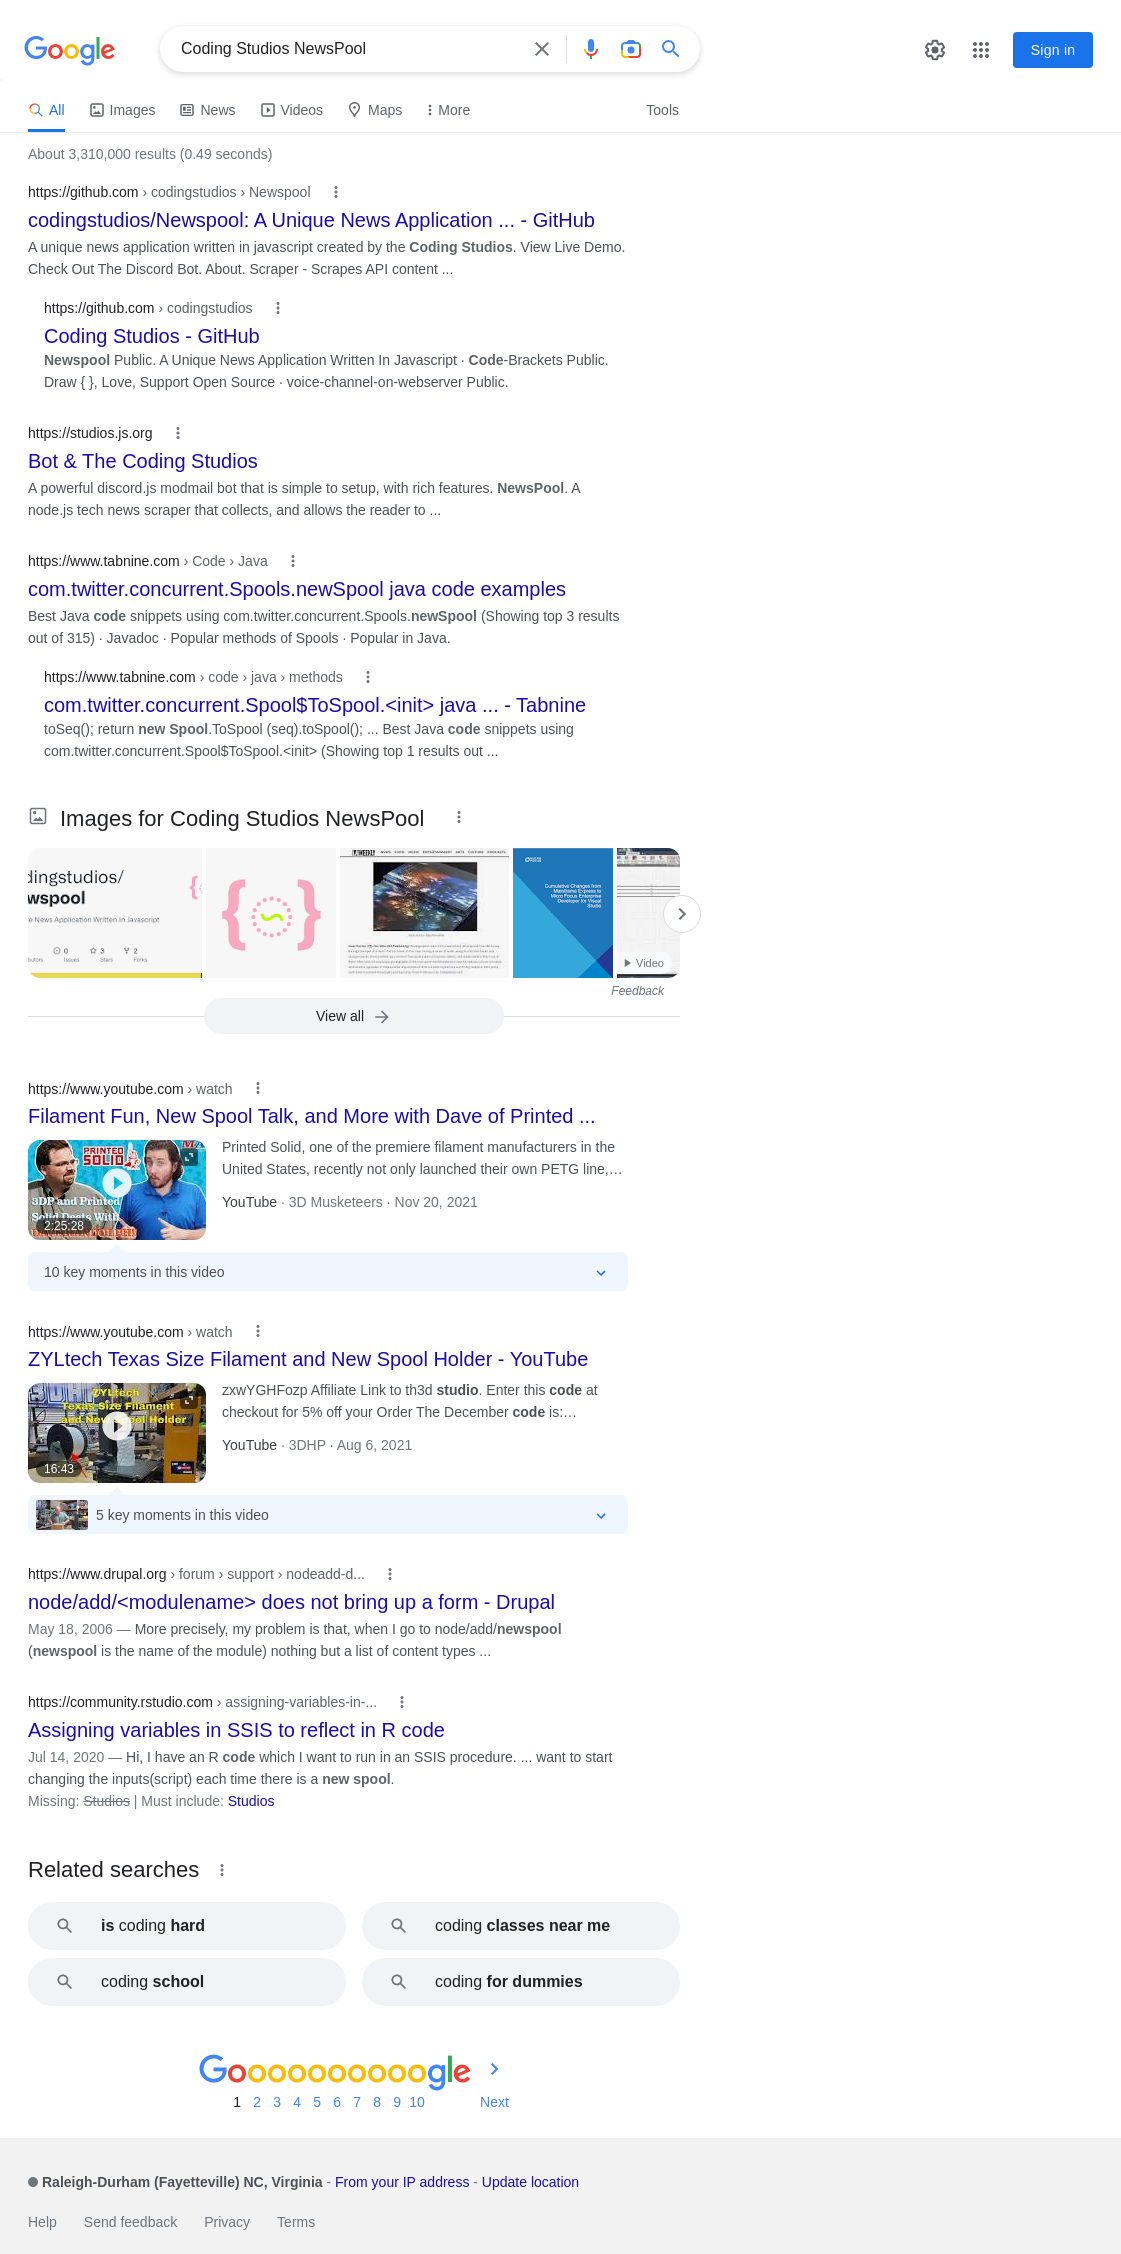 Google
Coding Studios NewsPool
Sign in
All
Images
News
Videos
Maps
More
Tools
About 3,310,000 results (0.49 seconds)
https://github.com › codingstudios › Newspool
codingstudios/Newspool: A Unique News Application ... - GitHub
A unique news application written in javascript created by the Coding Studios. View Live Demo.
Check Out The Discord Bot. About. Scraper - Scrapes API content ...
https://github.com › codingstudios
Coding Studios - GitHub
Newspool Public. A Unique News Application Written In Javascript · Code-Brackets Public.
Draw { }, Love, Support Open Source · voice-channel-on-webserver Public.
https://studios.js.org
Bot & The Coding Studios
A powerful discord.js modmail bot that is simple to setup, with rich features. NewsPool. A
node.js tech news scraper that collects, and allows the reader to ...
https://www.tabnine.com › Code › Java
com.twitter.concurrent.Spools.newSpool java code examples
Best Java code snippets using com.twitter.concurrent.Spools.newSpool (Showing top 3 results
out of 315) · Javadoc · Popular methods of Spools · Popular in Java.
https://www.tabnine.com › code › java › methods
com.twitter.concurrent.Spool$ToSpool.<init> java ... - Tabnine
toSeq(); return new Spool.ToSpool (seq).toSpool(); ... Best Java code snippets using
com.twitter.concurrent.Spool$ToSpool.<init> (Showing top 1 results out ...
Images for Coding Studios NewsPool
dingstudios/
wspool
e News Application Written In Javascript
0
3
2
Issues
Stars
Forks
WEEKLY
Cumulative Changes from
Mainframe Express to
Micro Focus Enterprise
Developer for Visual
Studio
Video
Feedback
View all
https://www.youtube.com › watch
Filament Fun, New Spool Talk, and More with Dave of Printed ...
PRINTED
SOLID
3DP and Printed
Solid Deets With
2:25:28
Printed Solid, one of the premiere filament manufacturers in the
United States, recently not only launched their own PETG line,…
YouTube · 3D Musketeers · Nov 20, 2021
10 key moments in this video
https://www.youtube.com › watch
ZYLtech Texas Size Filament and New Spool Holder - YouTube
ZYLtech
Texas Size Filament
and New Spool Holder
16:43
zxwYGHFozp Affiliate Link to th3d studio. Enter this code at
checkout for 5% off your Order The December code is:…
YouTube · 3DHP · Aug 6, 2021
5 key moments in this video
https://www.drupal.org › forum › support › nodeadd-d...
node/add/<modulename> does not bring up a form - Drupal
May 18, 2006 — More precisely, my problem is that, when I go to node/add/newspool
(newspool is the name of the module) nothing but a list of content types ...
https://community.rstudio.com › assigning-variables-in-...
Assigning variables in SSIS to reflect in R code
Jul 14, 2020 — Hi, I have an R code which I want to run in an SSIS procedure. ... want to start
changing the inputs(script) each time there is a new spool.
Missing: Studios | Must include: Studios
Related searches
is coding hard
coding classes near me
coding school
coding for dummies
Goooooooooogle
1 2 3 4 5 6 7 8 9 10 Next
Raleigh-Durham (Fayetteville) NC, Virginia - From your IP address - Update location
Help
Send feedback
Privacy
Terms